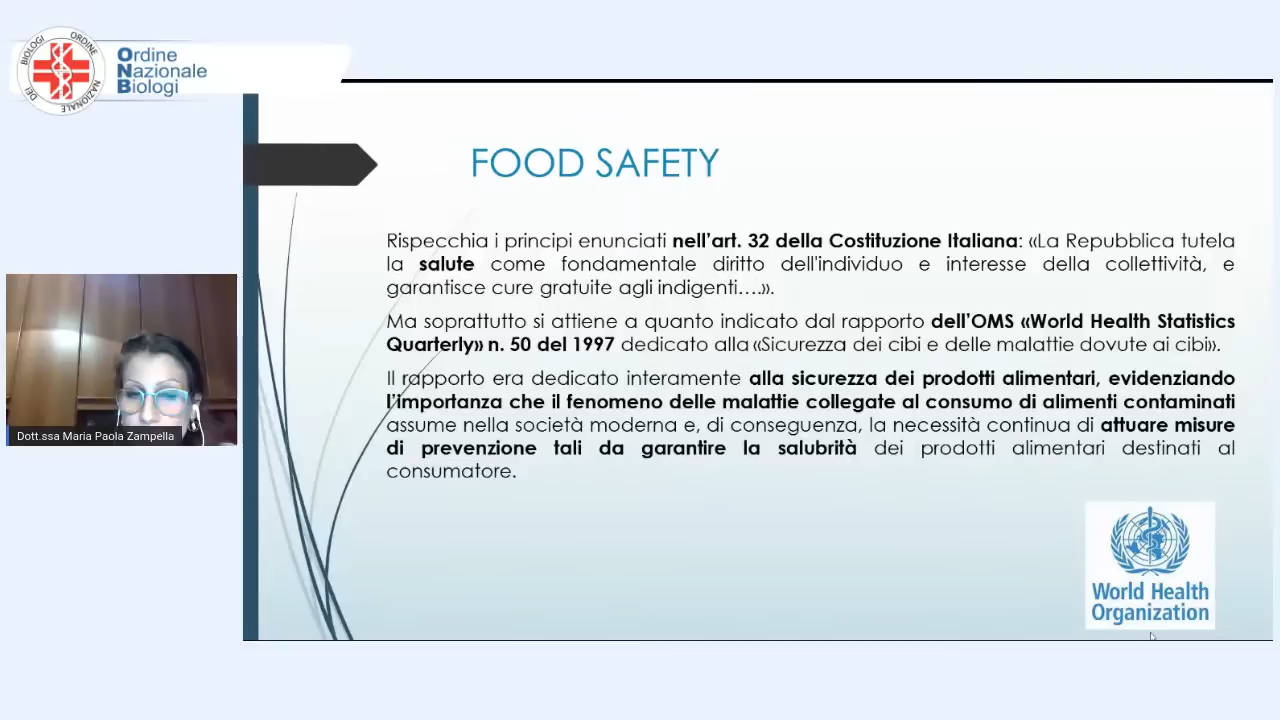 BIOLOGI ORDINE
DEI NAZIONALE
Ordine
Nazionale
Biologi
FOOD SAFETY
Rispecchia i principi enunciati nell’art. 32 della Costituzione Italiana: «La Repubblica tutela
la salute come fondamentale diritto dell'individuo e interesse della collettività, e
garantisce cure gratuite agli indigenti….».
Ma soprattutto si attiene a quanto indicato dal rapporto dell’OMS «World Health Statistics
Quarterly» n. 50 del 1997 dedicato alla «Sicurezza dei cibi e delle malattie dovute ai cibi».
Il rapporto era dedicato interamente alla sicurezza dei prodotti alimentari, evidenziando
l’importanza che il fenomeno delle malattie collegate al consumo di alimenti contaminati
assume nella società moderna e, di conseguenza, la necessità continua di attuare misure
di prevenzione tali da garantire la salubrità dei prodotti alimentari destinati al
consumatore.
Dott.ssa Maria Paola Zampella
World Health
Organization